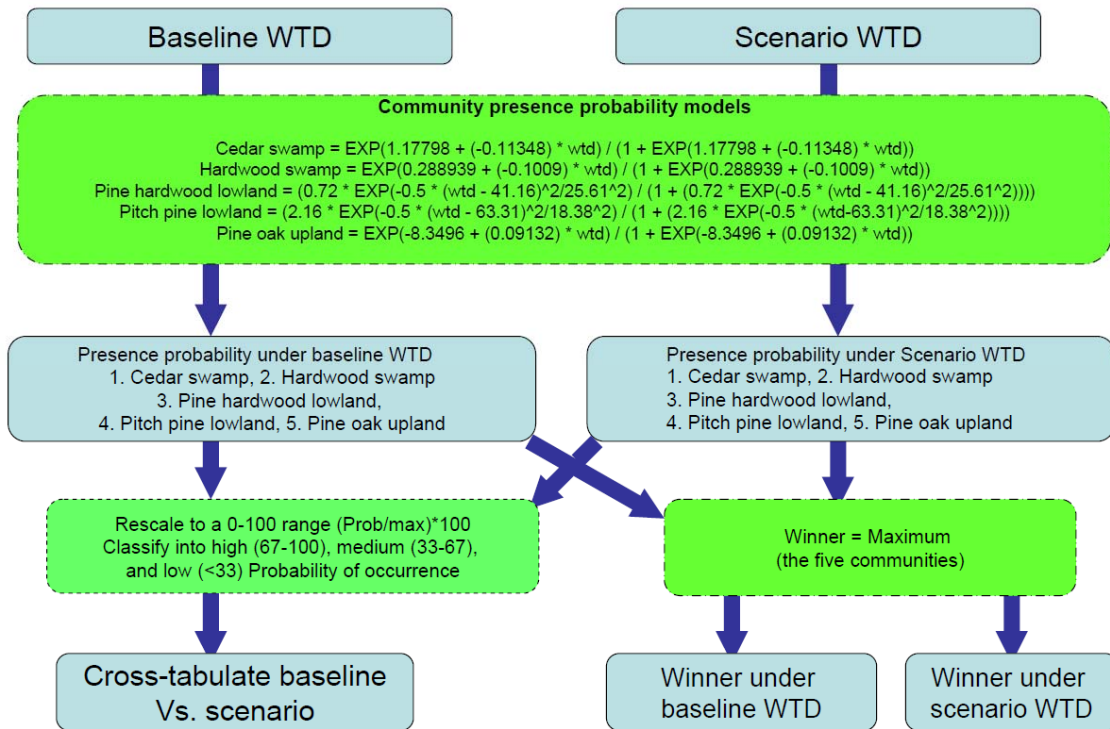 Baseline WTD
Scenario WTD
Community presence probability models
Cedar swamp = EXP(1.17798 + (-0.11348) * wtd) / (1 + EXP(1.17798 + (-0.11348) * wtd))
Hardwood swamp = EXP(0.288939 + (-0.1009) * wtd) / (1 + EXP(0.288939 + (-0.1009) * wtd))
Pine hardwood lowland = (0.72 * EXP(-0.5 * (wtd - 41.16)^2/25.61^2) / (1 + (0.72 * EXP(-0.5 * (wtd - 41.16)^2/25.61^2))))
Pitch pine lowland = (2.16 * EXP(-0.5 * (wtd - 63.31)^2/18.38^2) / (1 + (2.16 * EXP(-0.5 * (wtd-63.31)^2/18.38^2))))
Pine oak upland = EXP(-8.3496 + (0.09132) * wtd) / (1 + EXP(-8.3496 + (0.09132) * wtd))
Presence probability under baseline WTD
1. Cedar swamp, 2. Hardwood swamp
3. Pine hardwood lowland,
4. Pitch pine lowland, 5. Pine oak upland
Presence probability under Scenario WTD
1. Cedar swamp, 2. Hardwood swamp
3. Pine hardwood lowland,
4. Pitch pine lowland, 5. Pine oak upland
Rescale to a 0-100 range (Prob/max)*100
Classify into high (67-100), medium (33-67),
and low (<33) Probability of occurrence
Winner = Maximum
(the five communities)
Cross-tabulate baseline
Vs. scenario
Winner under
baseline WTD
Winner under
scenario WTD